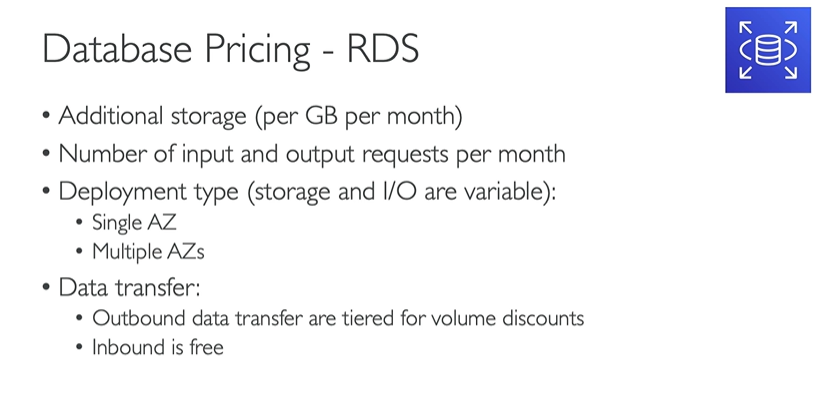 Database Pricing - RDS
• Additional storage (per GB per month)
• Number of input and output requests per month
• Deployment type (storage and I/O are variable):
• Single AZ
• Multiple AZs
• Data transfer:
• Outbound data transfer are tiered for volume discounts
• Inbound is free